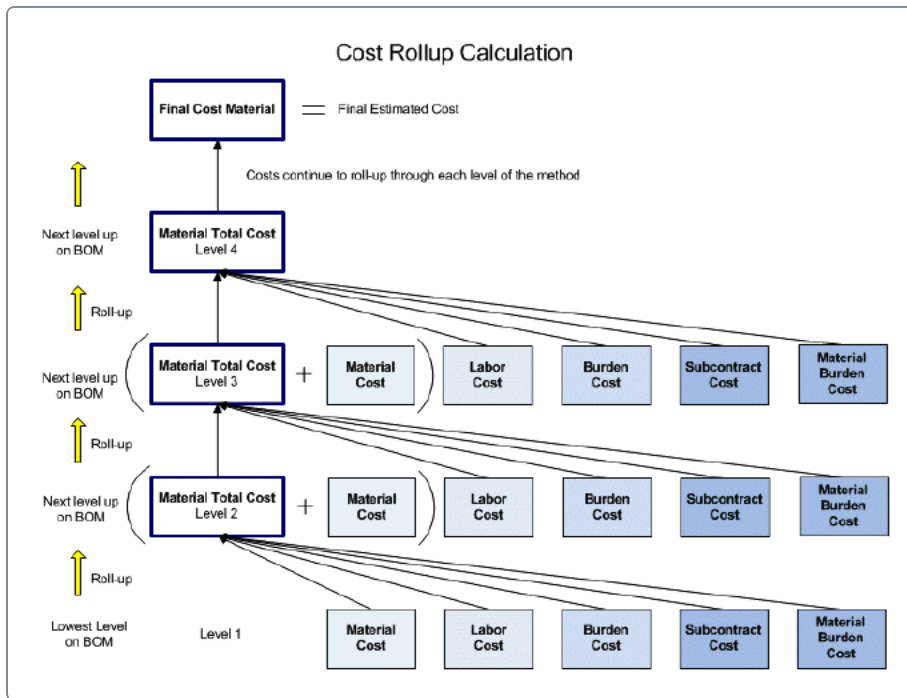 Cost Rollup Calculation
Final Cost Material
= Final Estimated Cost
Costs continue to roll-up through each level of the method
Next level up
on BOM
Material Total Cost
Level 4
Roll-up
Next level up
on BOM
( Material Total Cost
Level 3
+
Material
Cost )
Labor
Cost
Burden
Cost
Subcontract
Cost
Material
Burden
Cost
Roll-up
Next level up
on BOM
( Material Total Cost
Level 2
+
Material
Cost )
Labor
Cost
Burden
Cost
Subcontract
Cost
Material
Burden
Cost
Roll-up
Lowest Level
on BOM
Level 1
Material
Cost
Labor
Cost
Burden
Cost
Subcontract
Cost
Material
Burden
Cost